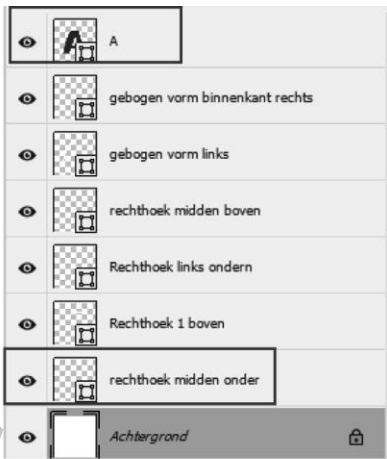 A
gebogen vorm binnenkant rechts
gebogen vorm links
rechthoek midden boven
Rechthoek links ondern
Rechthoek 1 boven
rechthoek midden onder
Achtergrond